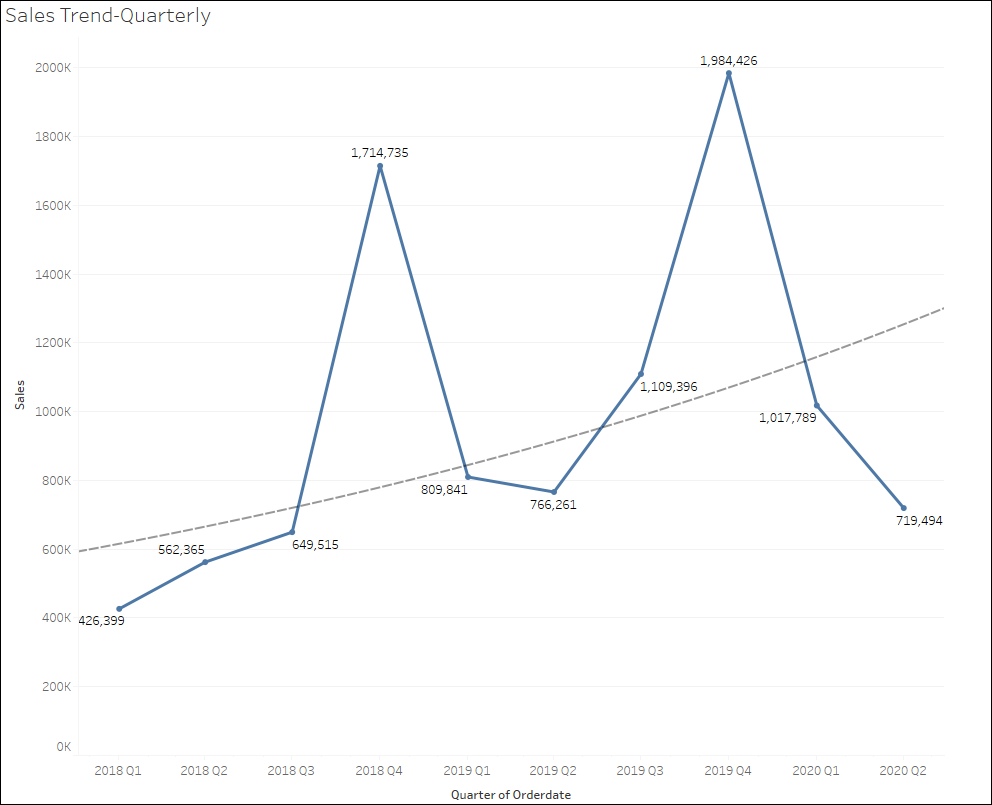 Sales Trend-Quarterly
1,984,426
2000K
1,714,735
1800K
1600K
1400K
1200K
1,109,396
1000K
1,017,789
800K
809,841
766,261
719,494
600K
562,365
649,515
400K
426,399
200K
0K
Sales
2018 Q1 2018 Q2 2018 Q3 2018 Q4 2019 Q1 2019 Q2 2019 Q3 2019 Q4 2020 Q1 2020 Q2
Quarter of Orderdate